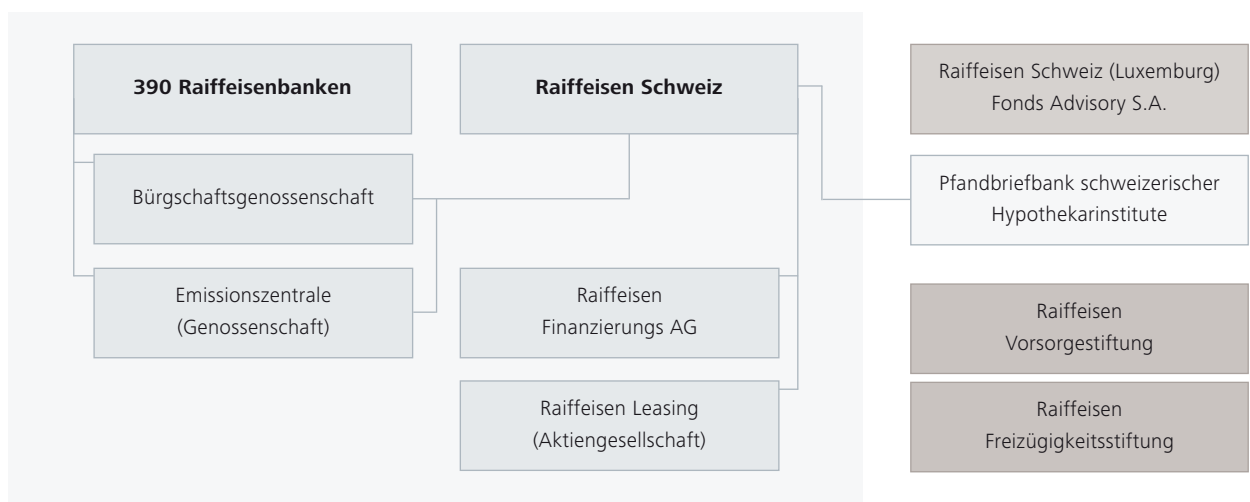 390 Raiffeisenbanken
Raiffeisen Schweiz
Raiffeisen Schweiz (Luxemburg)
Fonds Advisory S.A.
Bürgschaftsgenossenschaft
Pfandbriefbank schweizerischer
Hypothekarinstitute
Emissionszentrale
(Genossenschaft)
Raiffeisen
Finanzierungs AG
Raiffeisen
Vorsorgestiftung
Raiffeisen Leasing
(Aktiengesellschaft)
Raiffeisen
Freizügigkeitsstiftung